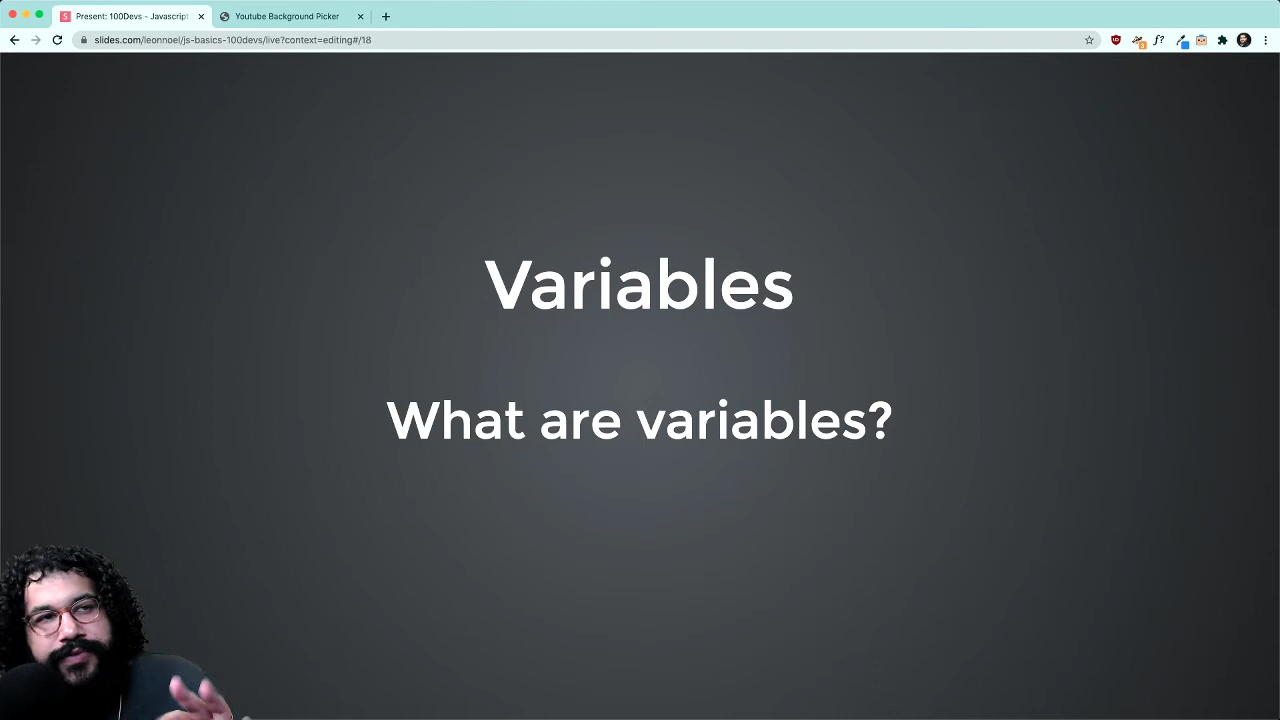 Present: 100Devs - Javascript
Youtube Background Picker
slides.com/leonnoel/js-basics-100devs/live?context=editing#/18
Variables
What are variables?